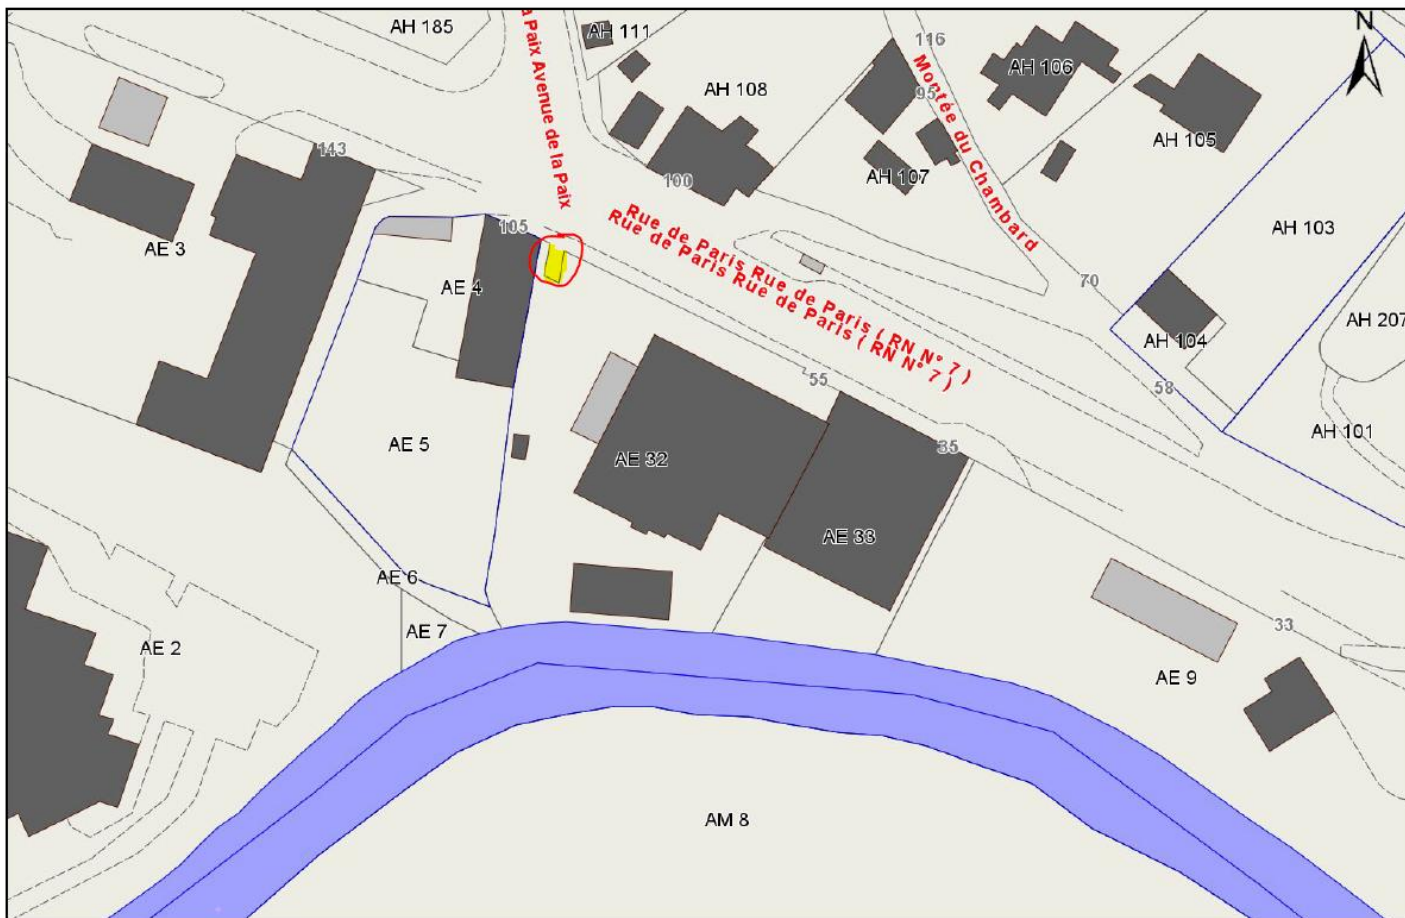 AH 185
AH 111
N
116
AH 106
AH 108
95
Montée du Chambard
AH 105
143
a Paix Avenue de la Paix
100
AH 107
AE 3
105
Rue de Paris Rue de Paris ( RN N° 7 )
Rue de Paris Rue de Paris ( RN N° 7 )
AH 103
AE 4
70
AH 207
AH 104
55
58
AH 101
AE 5
AE 32
35
AE 33
AE 6
AE 7
33
AE 2
AE 9
AM 8